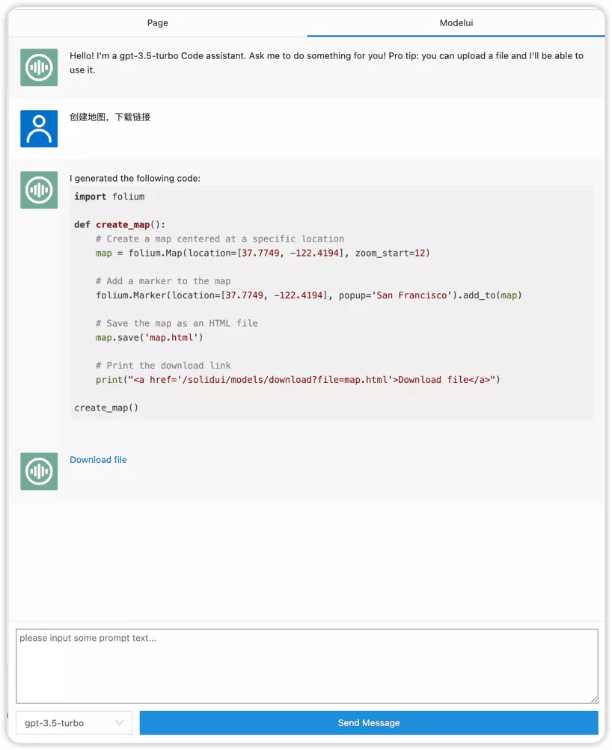 Page
Modelui
Hello! I'm a gpt-3.5-turbo Code assistant. Ask me to do something for you! Pro tip: you can upload a file and I'll be able to
use it.
创建地图，下载链接
I generated the following code:
import folium
def create_map():
# Create a map centered at a specific location
map = folium.Map(location=[37.7749, -122.4194], zoom_start=12)
# Add a marker to the map
folium.Marker(location=[37.7749, -122.4194], popup='San Francisco').add_to(map)
# Save the map as an HTML file
map.save('map.html')
# Print the download link
print("<a href='/solidui/models/download?file=map.html'>Download file</a>")
create_map()
Download file
please input some prompt text...
gpt-3.5-turbo
Send Message